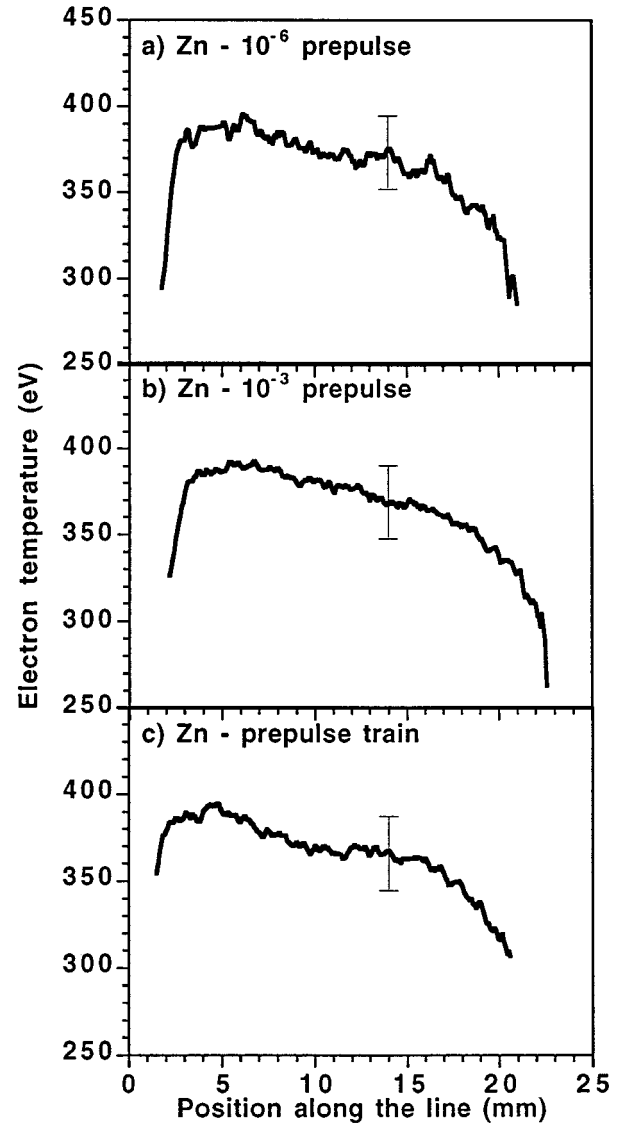 450
a) Zn - 10⁻⁶ prepulse
400
350
300
250
b) Zn - 10⁻³ prepulse
400
350
300
250
c) Zn - prepulse train
400
350
300
250
0 5 10 15 20 25
Position along the line (mm)
Electron temperature (eV)